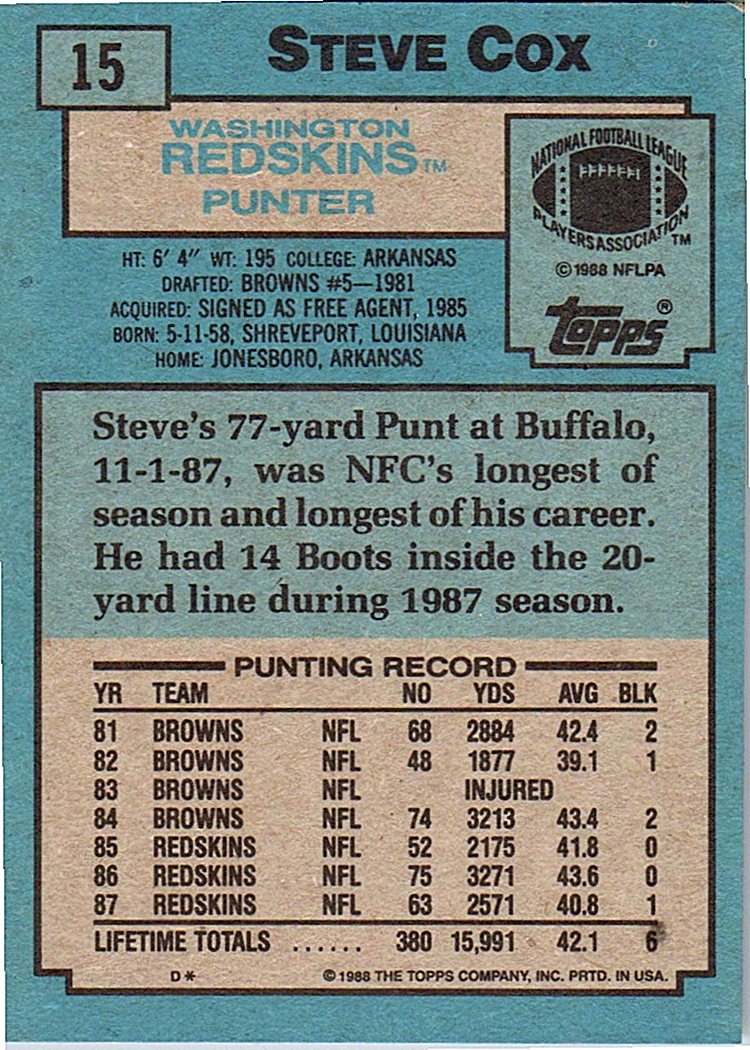 15
STEVE COX
WASHINGTON
REDSKINS™
PUNTER
NATIONAL FOOTBALL LEAGUE
PLAYERS ASSOCIATION™
©1988 NFLPA
TOPPS®
HT: 6' 4" WT: 195 COLLEGE: ARKANSAS
DRAFTED: BROWNS #5—1981
ACQUIRED: SIGNED AS FREE AGENT, 1985
BORN: 5-11-58, SHREVEPORT, LOUISIANA
HOME: JONESBORO, ARKANSAS
Steve's 77-yard Punt at Buffalo,
11-1-87, was NFC's longest of
season and longest of his career.
He had 14 Boots inside the 20-
yard line during 1987 season.
PUNTING RECORD
YR TEAM NO YDS AVG BLK
81 BROWNS NFL 68 2884 42.4 2
82 BROWNS NFL 48 1877 39.1 1
83 BROWNS NFL INJURED
84 BROWNS NFL 74 3213 43.4 2
85 REDSKINS NFL 52 2175 41.8 0
86 REDSKINS NFL 75 3271 43.6 0
87 REDSKINS NFL 63 2571 40.8 1
LIFETIME TOTALS ...... 380 15,991 42.1 6
D* ©1988 THE TOPPS COMPANY, INC. PRTD. IN USA.